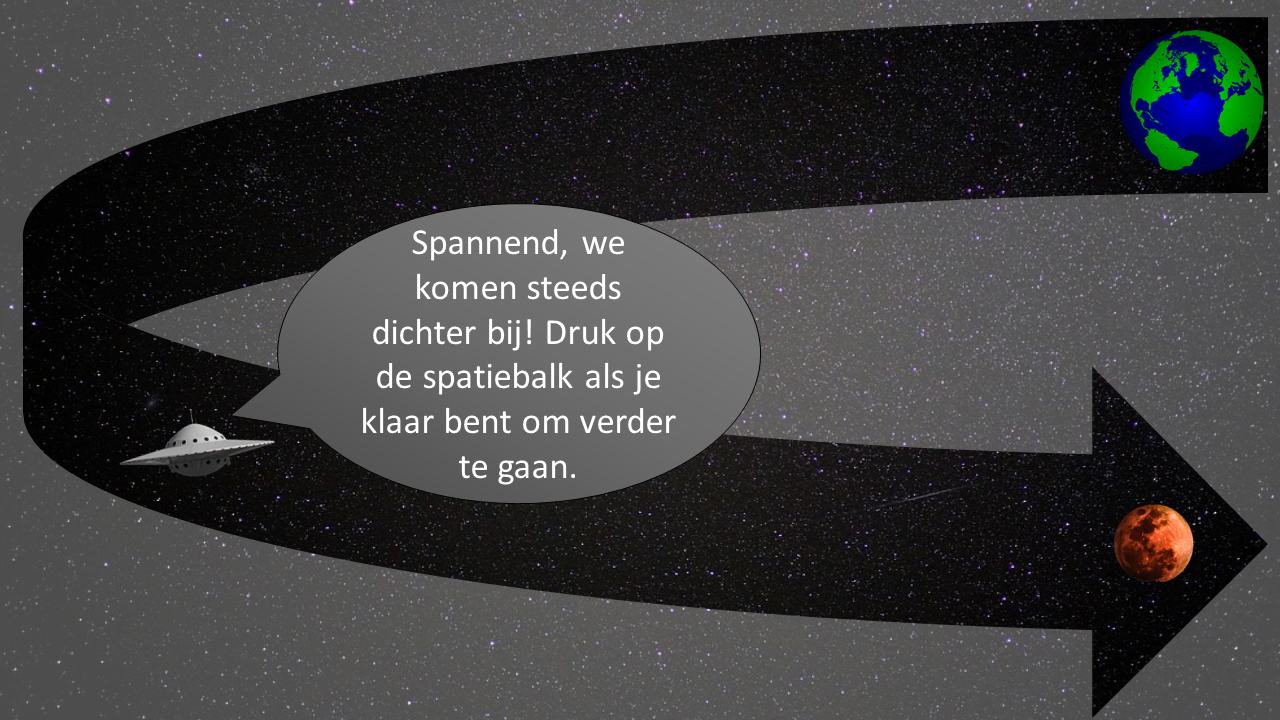 Spannend, we
komen steeds
dichter bij! Druk op
de spatiebalk als je
klaar bent om verder
te gaan.